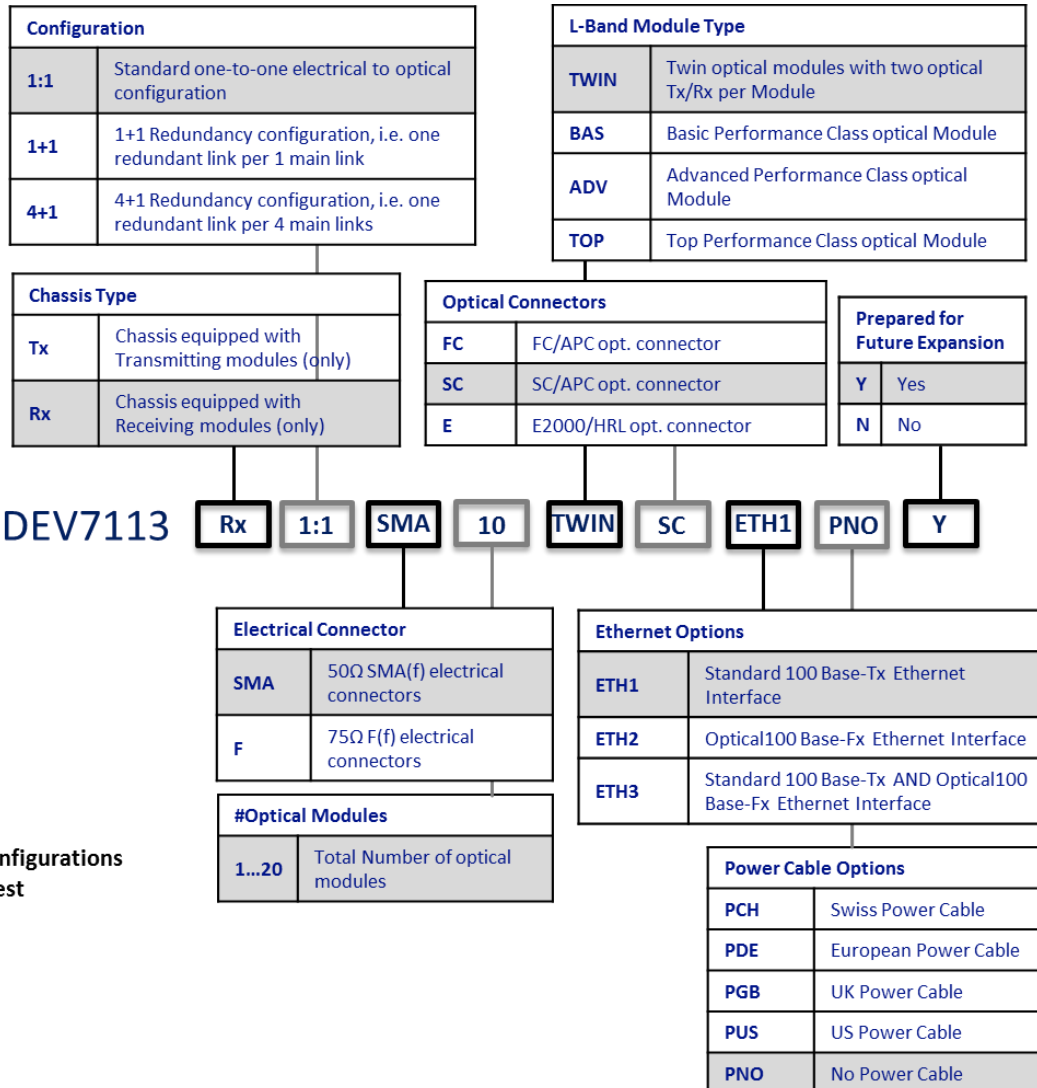 Configuration
1:1 Standard one-to-one electrical to optical
configuration
1+1 1+1 Redundancy configuration, i.e. one
redundant link per 1 main link
4+1 4+1 Redundancy configuration, i.e. one
redundant link per 4 main links
L-Band Module Type
TWIN Twin optical modules with two optical
Tx/Rx per Module
BAS Basic Performance Class optical Module
ADV Advanced Performance Class optical
Module
TOP Top Performance Class optical Module
Chassis Type
Tx Chassis equipped with
Transmitting modules (only)
Rx Chassis equipped with
Receiving modules (only)
Optical Connectors
FC FC/APC opt. connector
SC SC/APC opt. connector
E E2000/HRL opt. connector
Prepared for
Future Expansion
Y Yes
N No
DEV7113 Rx 1:1 SMA 10 TWIN SC ETH1 PNO Y
Electrical Connector
SMA 50Ω SMA(f) electrical
connectors
F 75Ω F(f) electrical
connectors
#Optical Modules
1...20 Total Number of optical
modules
Ethernet Options
ETH1 Standard 100 Base-Tx Ethernet
Interface
ETH2 Optical100 Base-Fx Ethernet Interface
ETH3 Standard 100 Base-Tx AND Optical100
Base-Fx Ethernet Interface
Power Cable Options
PCH Swiss Power Cable
PDE European Power Cable
PGB UK Power Cable
PUS US Power Cable
PNO No Power Cable